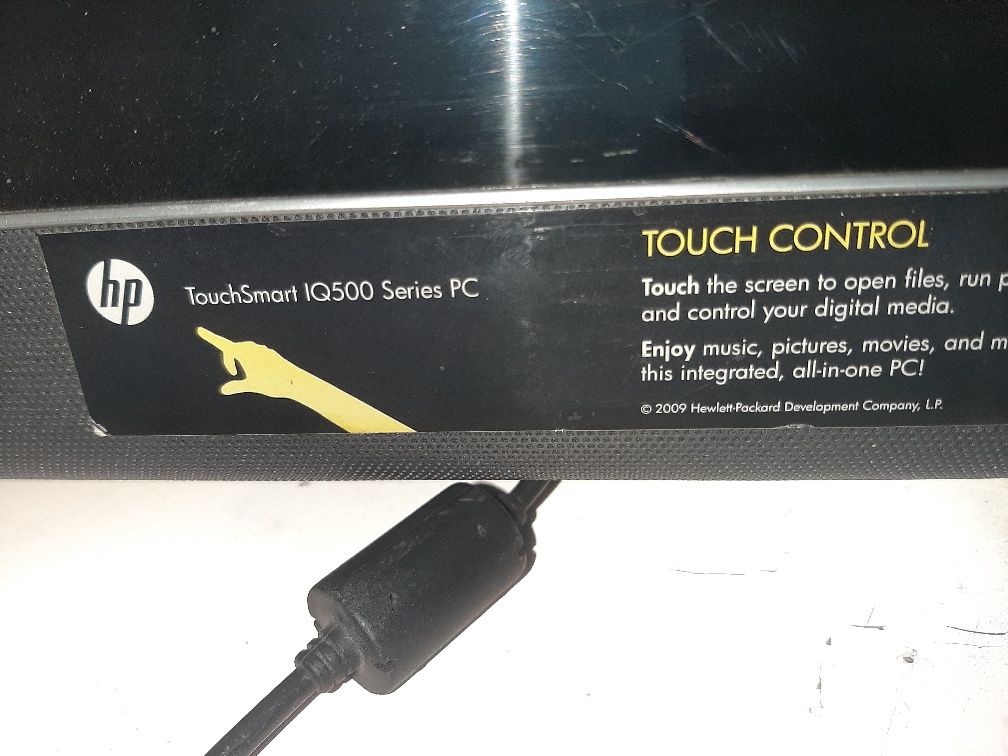 hp
TouchSmart IQ500 Series PC
TOUCH CONTROL
Touch the screen to open files, run
and control your digital media.
Enjoy music, pictures, movies, and
this integrated, all-in-one PC!
© 2009 Hewlett-Packard Development Company, L.P.